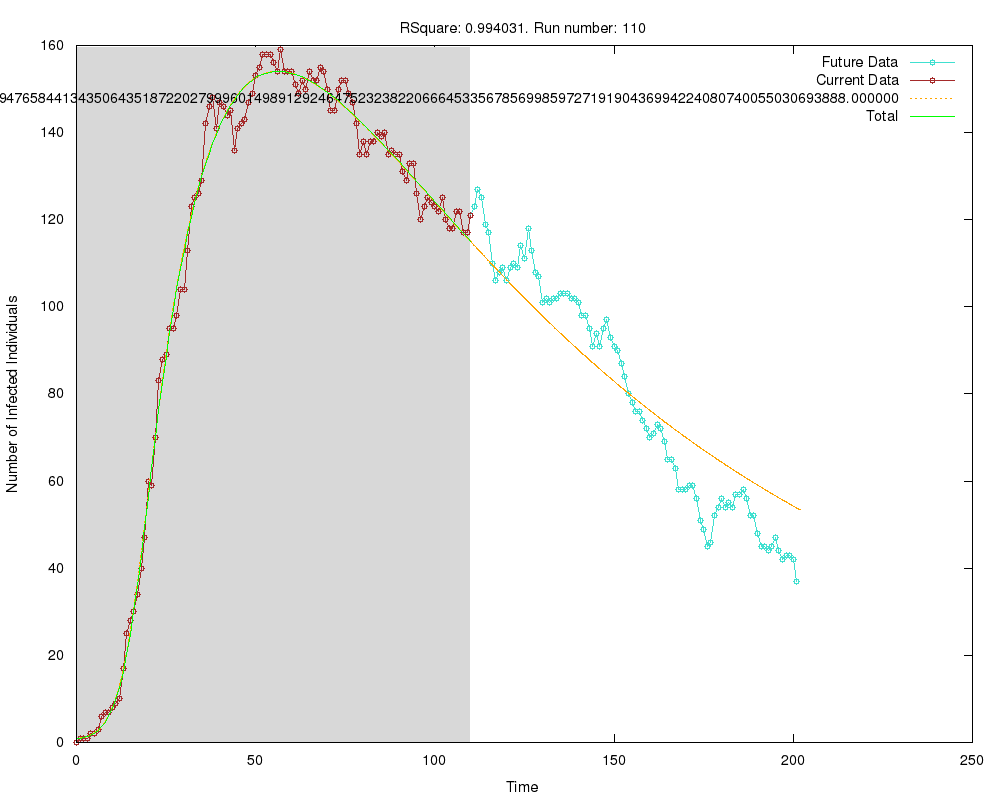 RSquare: 0.994031. Run number: 110
Future Data
Current Data
Total
160
140
120
100
80
60
40
20
0
Number of Infected Individuals
0
50
100
150
200
250
Time